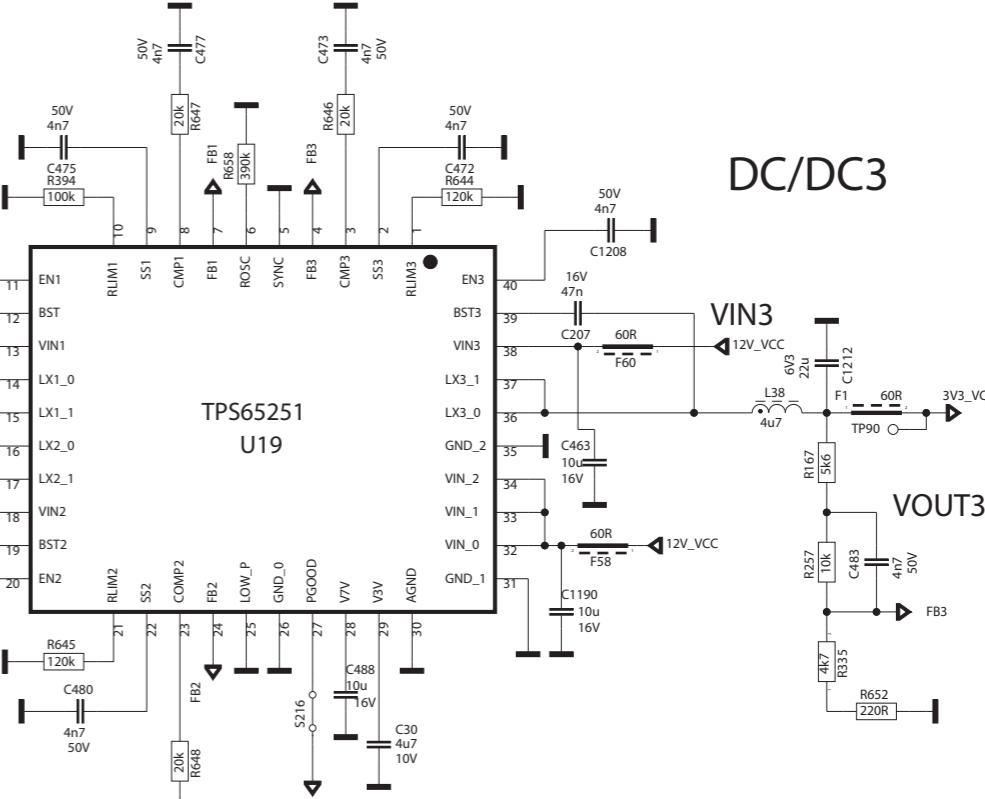 50V
4n7
C477
C473
4n7
50V
20k
R647
R646
20k
50V
4n7
C475
R394
100k
FB1
R658
390k
FB3
50V
4n7
C472
R644
120k
DC/DC3
50V
4n7
C1208
10
9
8
7
6
5
4
3
2
1
RLIM1
SS1
CMP1
FB1
ROSC
SYNC
FB3
CMP3
SS3
RLIM3
11
EN1
EN3
40
12
BST
BST3
39
13
VIN1
VIN3
38
14
LX1_0
LX3_1
37
15
LX1_1
LX3_0
36
16
LX2_0
GND_2
35
17
LX2_1
VIN_2
34
18
VIN2
VIN_1
33
19
BST2
VIN_0
32
20
EN2
GND_1
31
TPS65251
U19
16V
47n
C207
60R
2
1
F60
VIN3
12V_VCC
C463
10u
16V
60R
2
1
F58
12V_VCC
C1190
10u
16V
L38
4u7
6V3
22u
C1212
F1
60R
1
2
TP90
3V3_VC
R167
5k6
VOUT3
R257
10k
C483
4n7
50V
FB3
4k7
R335
R652
220R
RLIM2
SS2
COMP2
FB2
LOW_P
GND_0
PGOOD
V7V
V3V
AGND
21
22
23
24
25
26
27
28
29
30
R645
120k
C480
4n7
50V
FB2
20k
R648
S216
C488
10u
16V
C30
4u7
10V